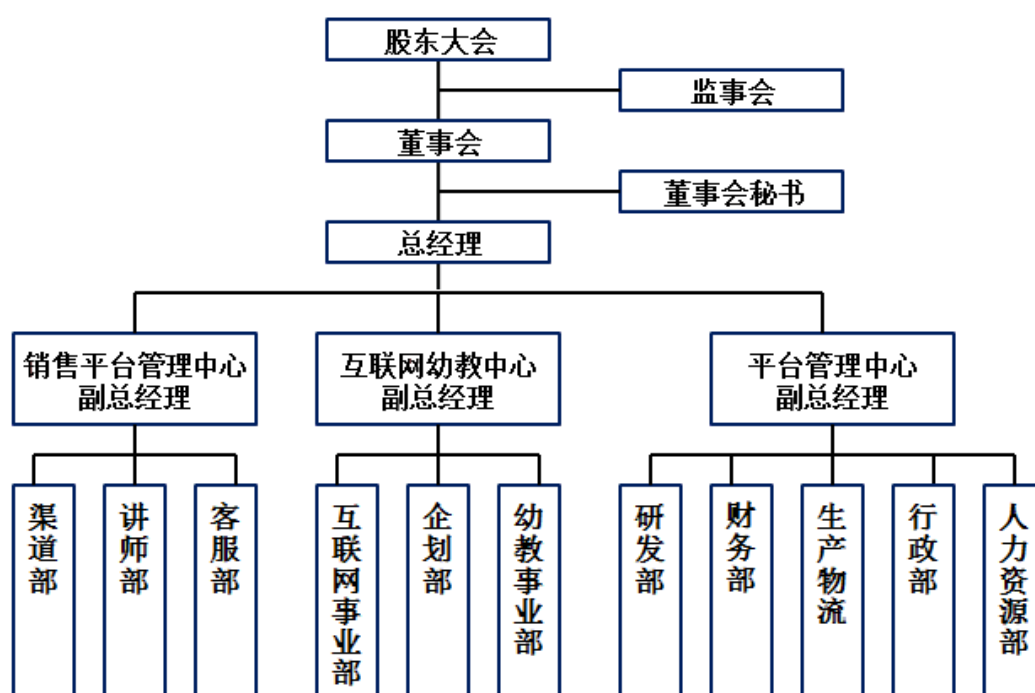 股东大会
监事会
董事会
董事会秘书
总经理
销售平台管理中心
副总经理
互联网幼教中心
副总经理
平台管理中心
副总经理
渠道部
讲师部
客服部
互联网事业部
企划部
幼教事业部
研发部
财务部
生产物流
行政部
人力资源部